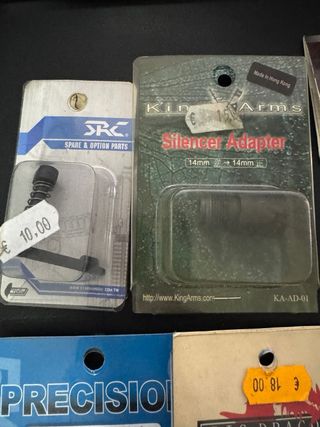 SRC
SPARE & OPTION PARTS
€ 10,00
Made in Hong Kong
King Arms
Silencer Adapter
14mm → 14mm
http://www.KingArms.com
KA-AD-01
PRECISIO
€ 18,00